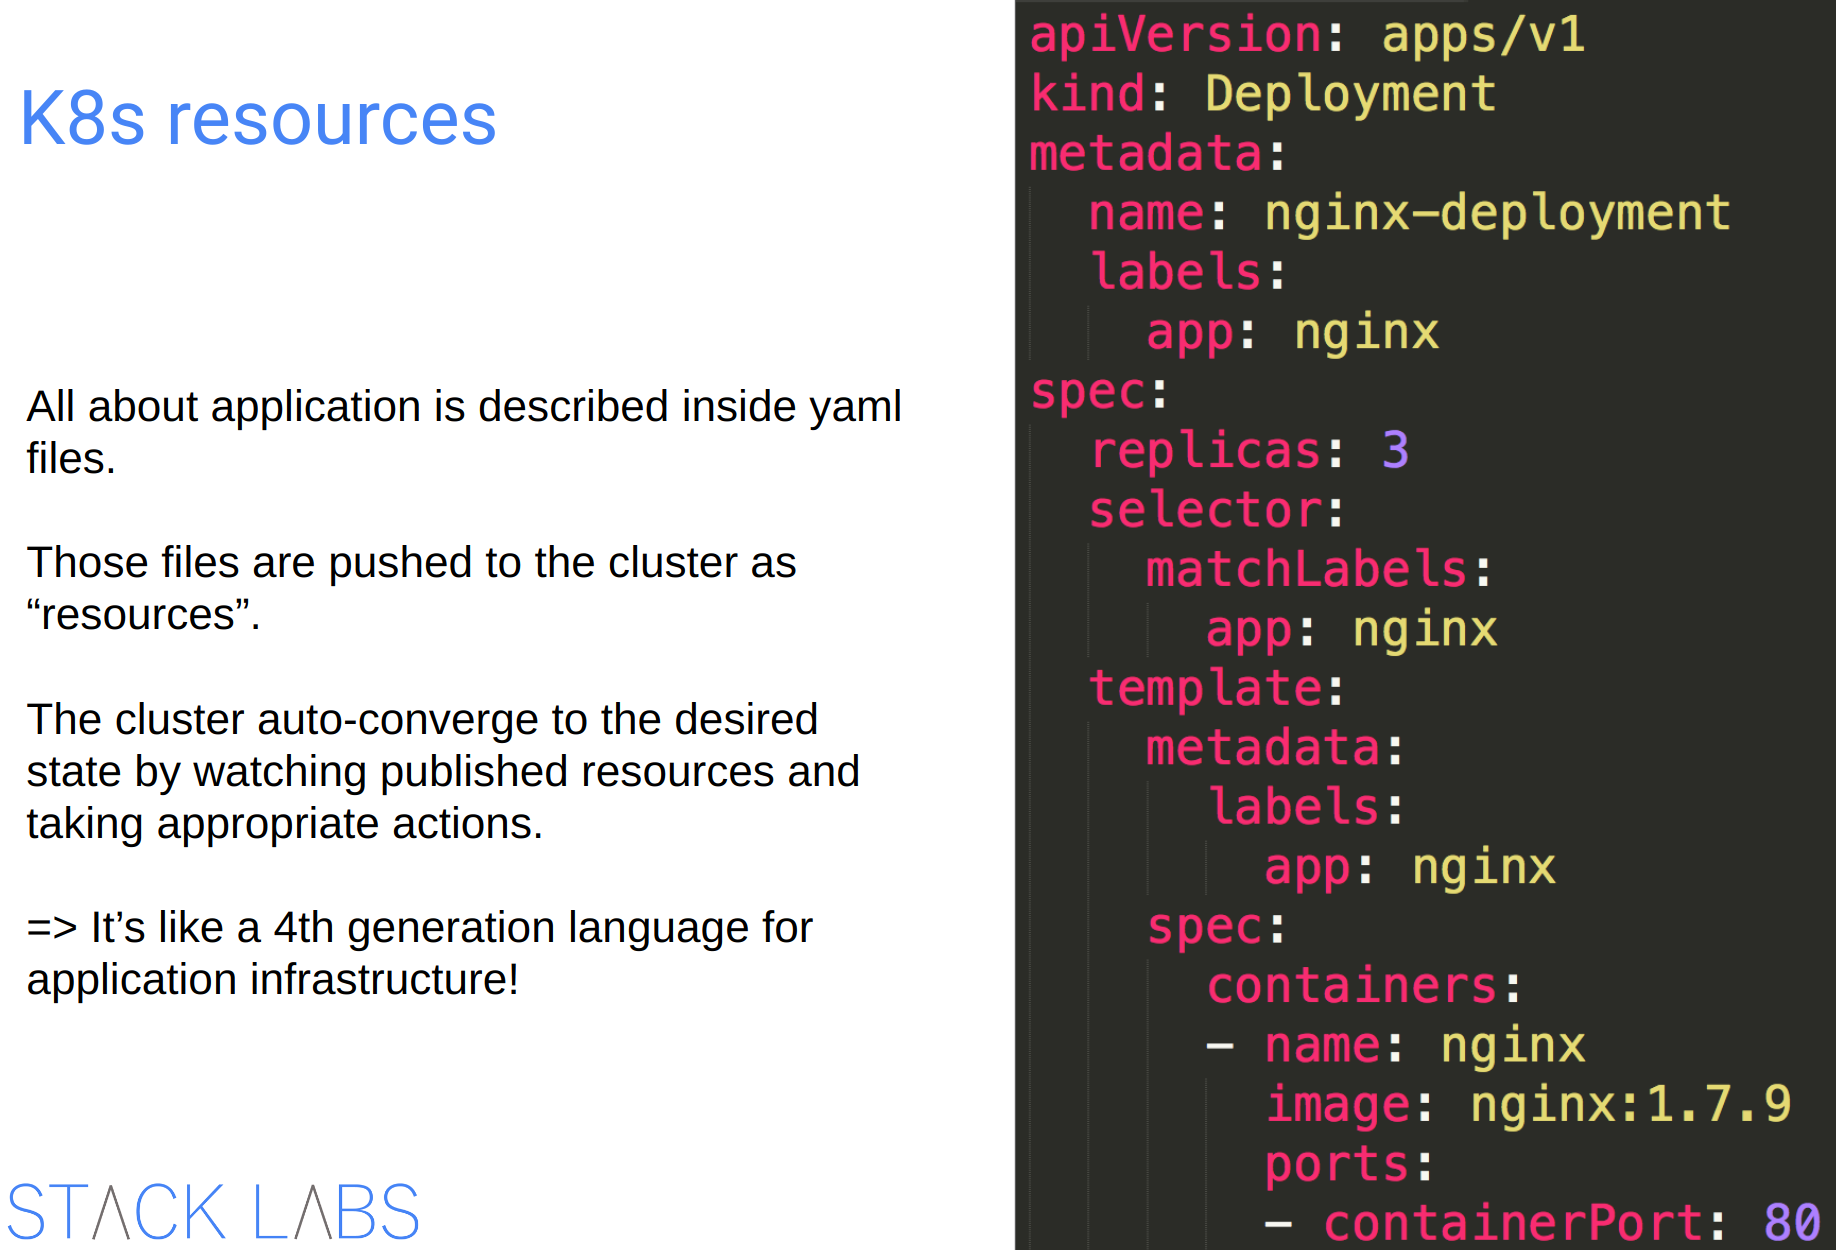 K8s resources
All about application is described inside yaml
files.
Those files are pushed to the cluster as
“resources”.
The cluster auto-converge to the desired
state by watching published resources and
taking appropriate actions.
=> It’s like a 4th generation language for
application infrastructure!
STACK LABS
apiVersion: apps/v1
kind: Deployment
metadata:
  name: nginx-deployment
  labels:
    app: nginx
spec:
  replicas: 3
  selector:
    matchLabels:
      app: nginx
  template:
    metadata:
      labels:
        app: nginx
    spec:
      containers:
      - name: nginx
        image: nginx:1.7.9
        ports:
        - containerPort: 80